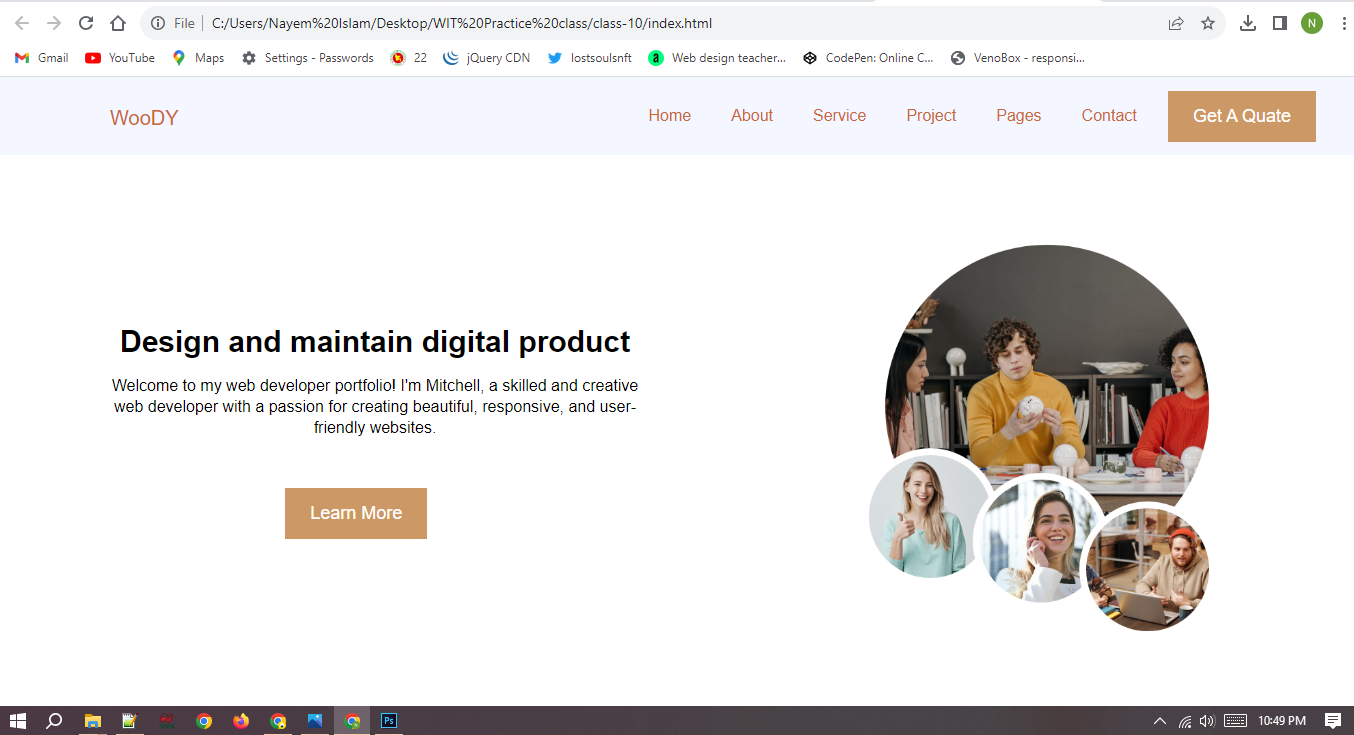 File
C:/Users/Nayem%20Islam/Desktop/WIT%20Practice%20class/class-10/index.html
N
Gmail
YouTube
Maps
Settings - Passwords
22
jQuery CDN
lostsoulsnft
a
Web design teacher...
CodePen: Online C...
VenoBox - responsi...
WooDY
Home
About
Service
Project
Pages
Contact
Get A Quate
Design and maintain digital product
Welcome to my web developer portfolio! I'm Mitchell, a skilled and creative
web developer with a passion for creating beautiful, responsive, and user-
friendly websites.
Learn More
Ps
10:49 PM